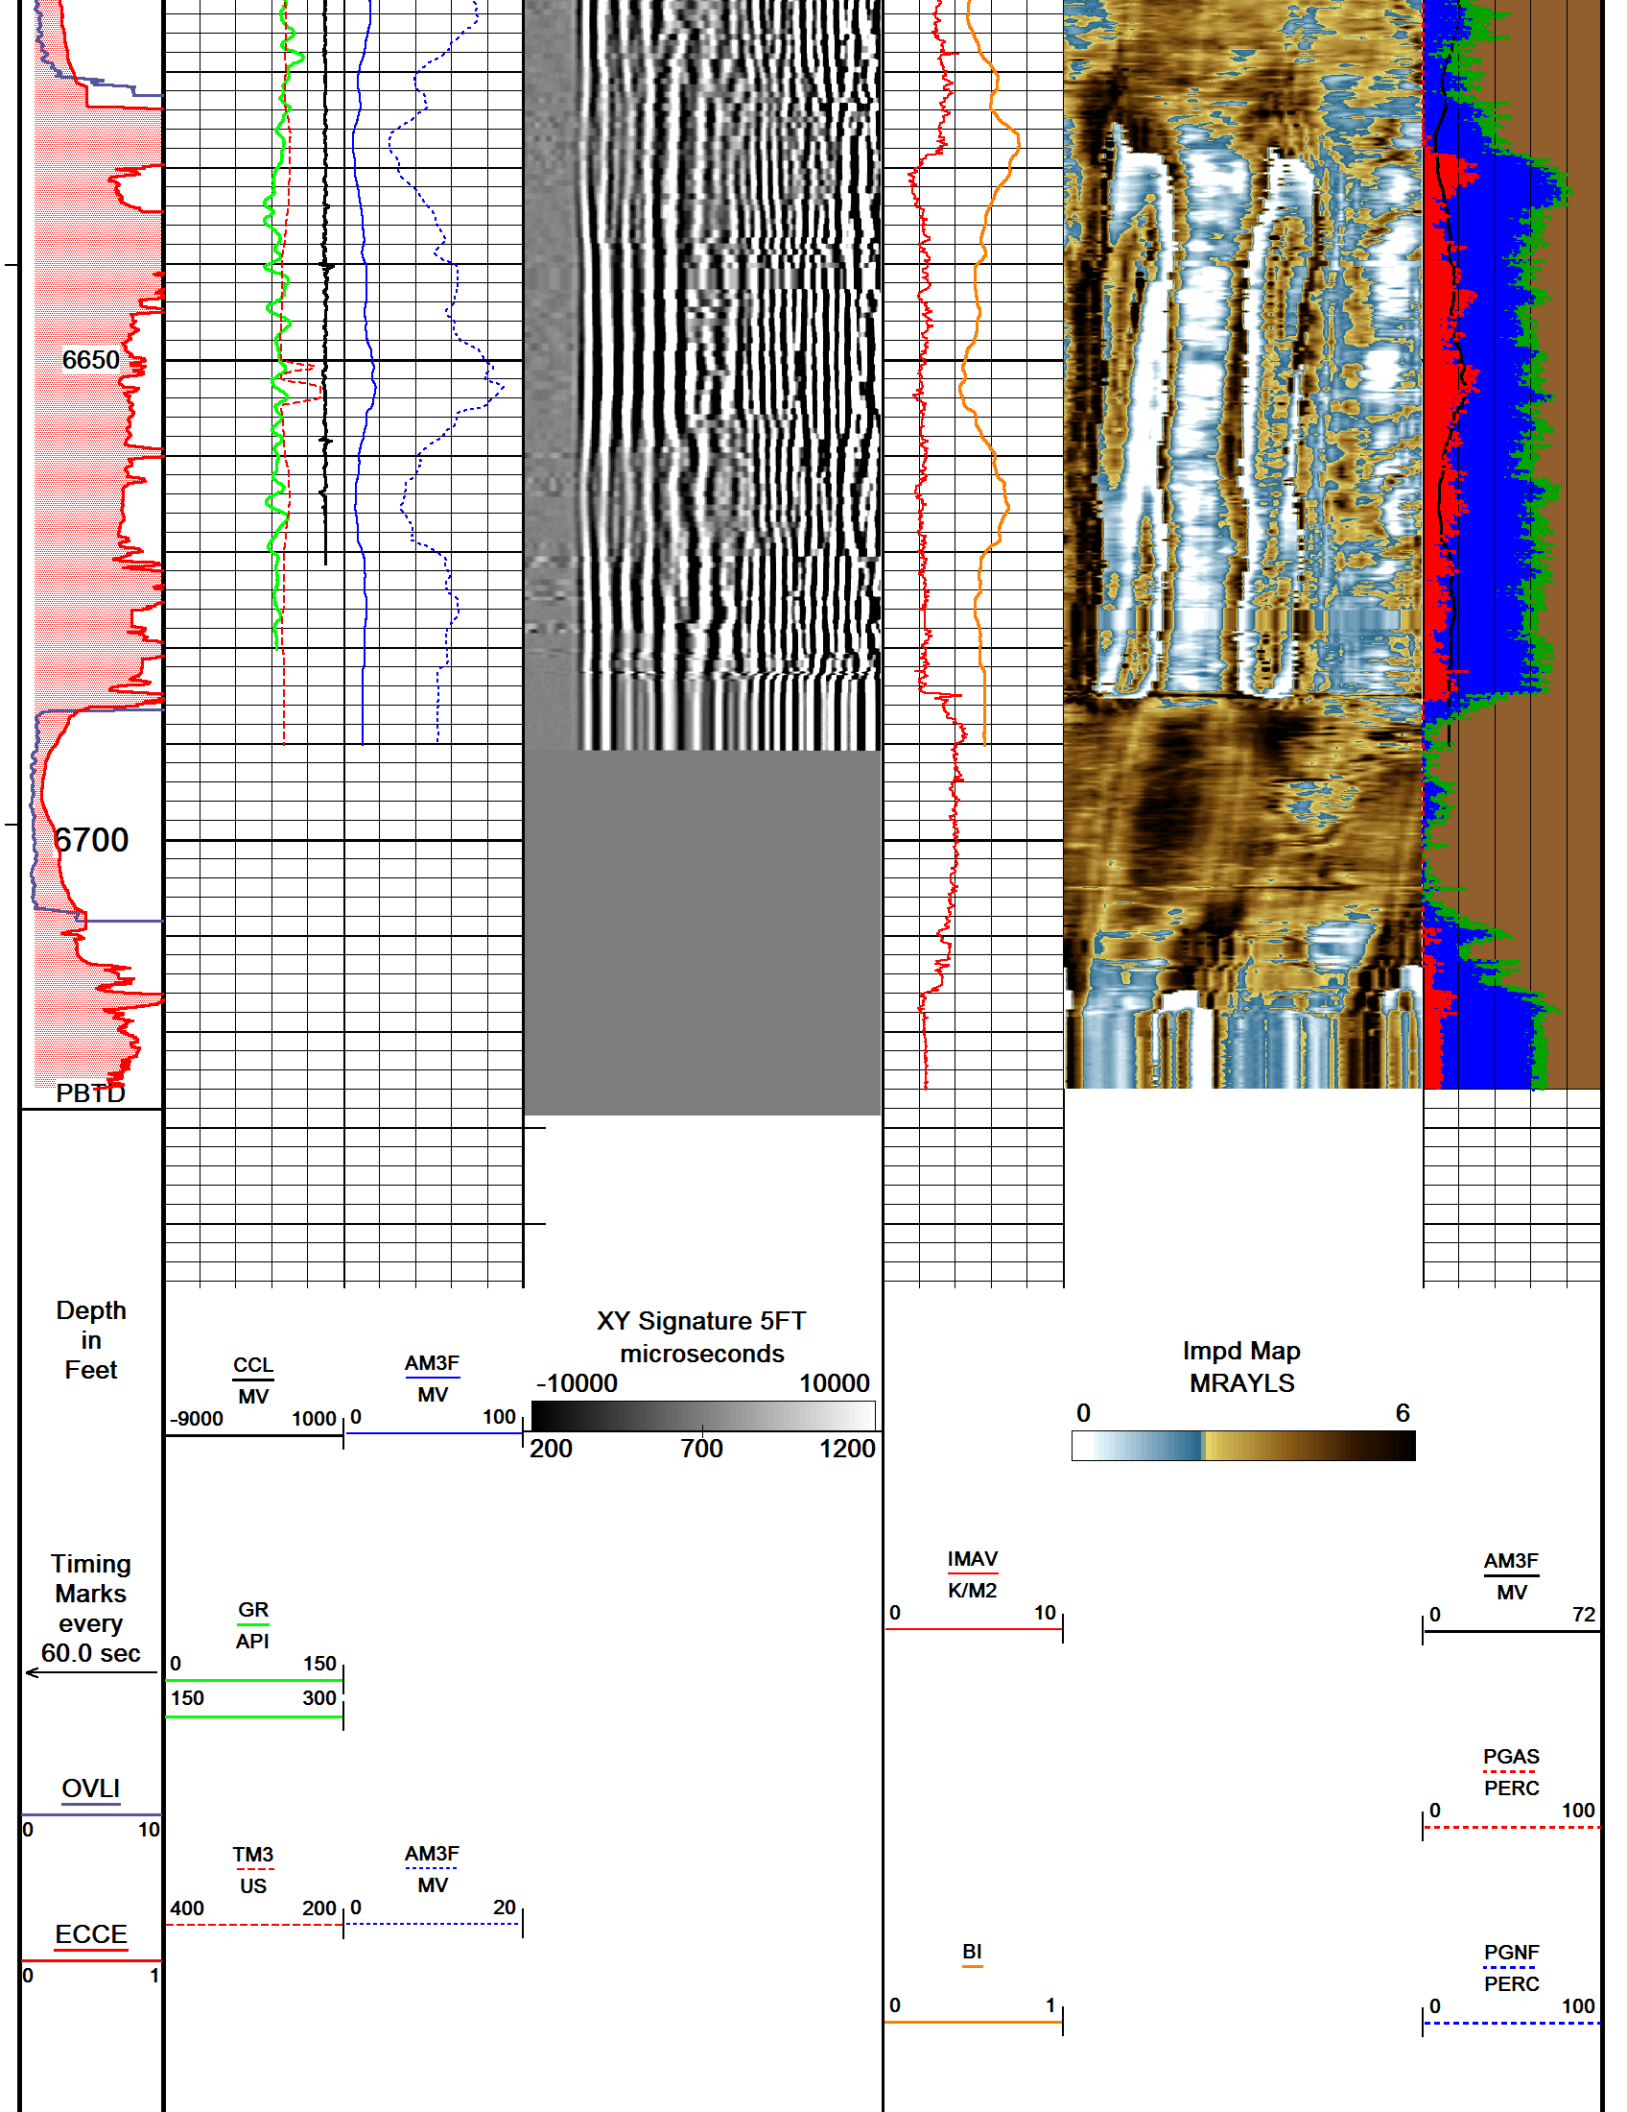 6650
6700
PBTD
Depth
in
Feet
CCL
MV
-9000 1000
AM3F
MV
0 100
XY Signature 5FT
microseconds
-10000 10000
200 700 1200
Impd Map
MRAYLS
0 6
Timing
Marks
every
60.0 sec
GR
API
0 150
150 300
IMAV
K/M2
0 10
AM3F
MV
0 72
OVLI
0 10
PGAS
PERC
0 100
TM3
US
400 200
AM3F
MV
0 20
ECCE
0 1
BI
0 1
PGNF
PERC
0 100